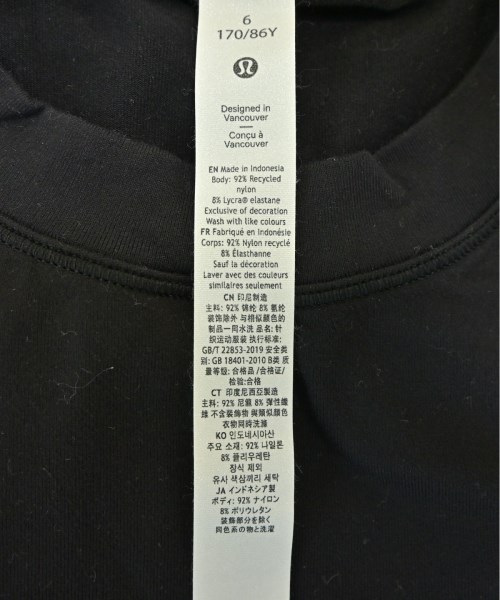 6
170/86Y
Designed in
Vancouver
Conçu à
Vancouver
EN Made in Indonesia
Body: 92% Recycled
nylon
8% Lycra® elastane
Exclusive of decoration
Wash with like colours
FR Fabriqué en Indonésie
Corps: 92% Nylon recyclé
8% Élasthanne
Sauf la décoration
Laver avec des couleurs
similaires seulement
CN 印尼制造
主料: 92% 锦纶 8% 氨纶
装饰除外 与相似颜色的
制品一同水洗 品名: 针
织运动服装 执行标准:
GB/T 22853-2019 安全类
别: GB 18401-2010 B类 质
量等级: 合格品/合格证/
检验:合格
CT 印度尼西亞製造
主料: 92% 尼龍 8% 彈性纖
維 不含裝飾物 與類似顏色
衣物同時洗滌
KO 인도네시아산
주요 소재: 92% 나일론
8% 폴리우레탄
장식 제외
유사 색상끼리 세탁
JA インドネシア製
ボディ: 92% ナイロン
8% ポリウレタン
装飾部分を除く
同色系の物と洗濯